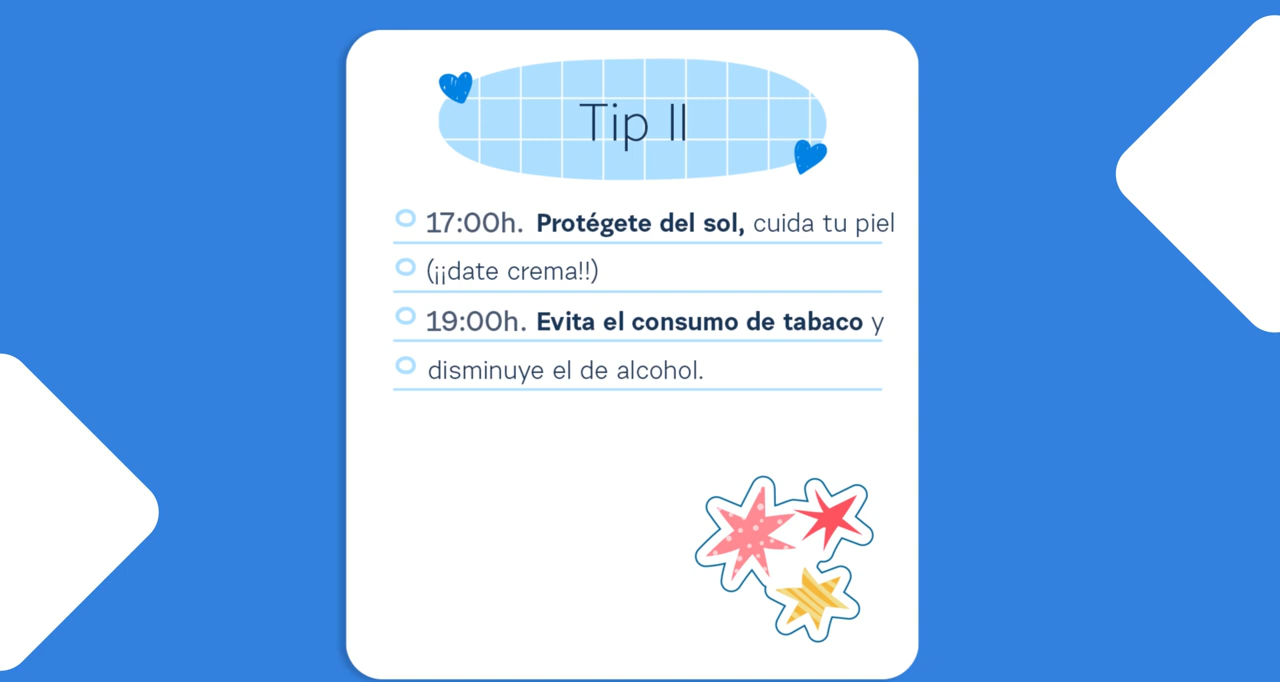 Tip II
17:00h. Protégete del sol, cuida tu piel
(¡¡date crema!!)
19:00h. Evita el consumo de tabaco y
disminuye el de alcohol.